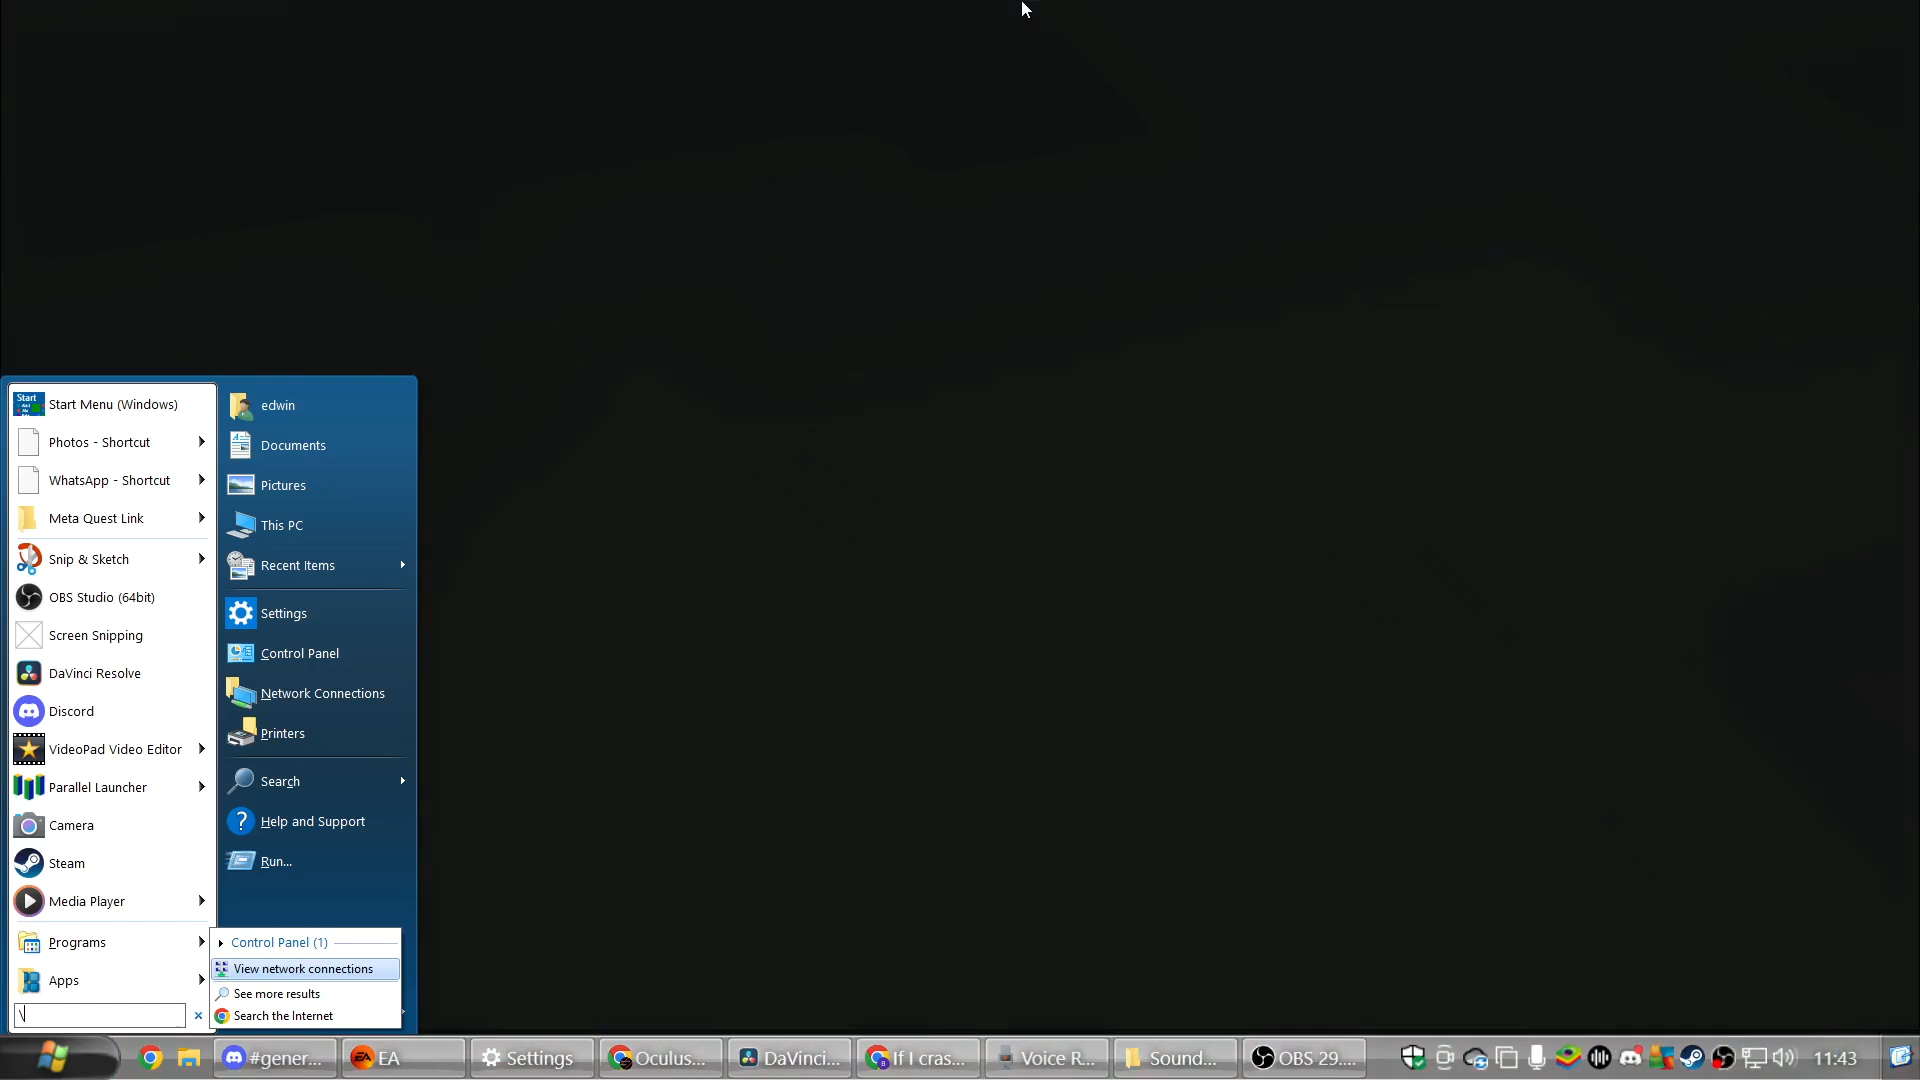 Start Menu (Windows)
Photos - Shortcut
WhatsApp - Shortcut
Meta Quest Link
Snip & Sketch
OBS Studio (64bit)
Screen Snipping
DaVinci Resolve
Discord
VideoPad Video Editor
Parallel Launcher
Camera
Steam
Media Player
Programs
Apps
\
edwin
Documents
Pictures
This PC
Recent Items
Settings
Control Panel
Network Connections
Printers
Search
Help and Support
Run...
Control Panel (1)
View network connections
See more results
Search the Internet
#gener...
EA
Settings
Oculus...
DaVinci...
If I cras...
Voice R...
Sound...
OBS 29....
11:43